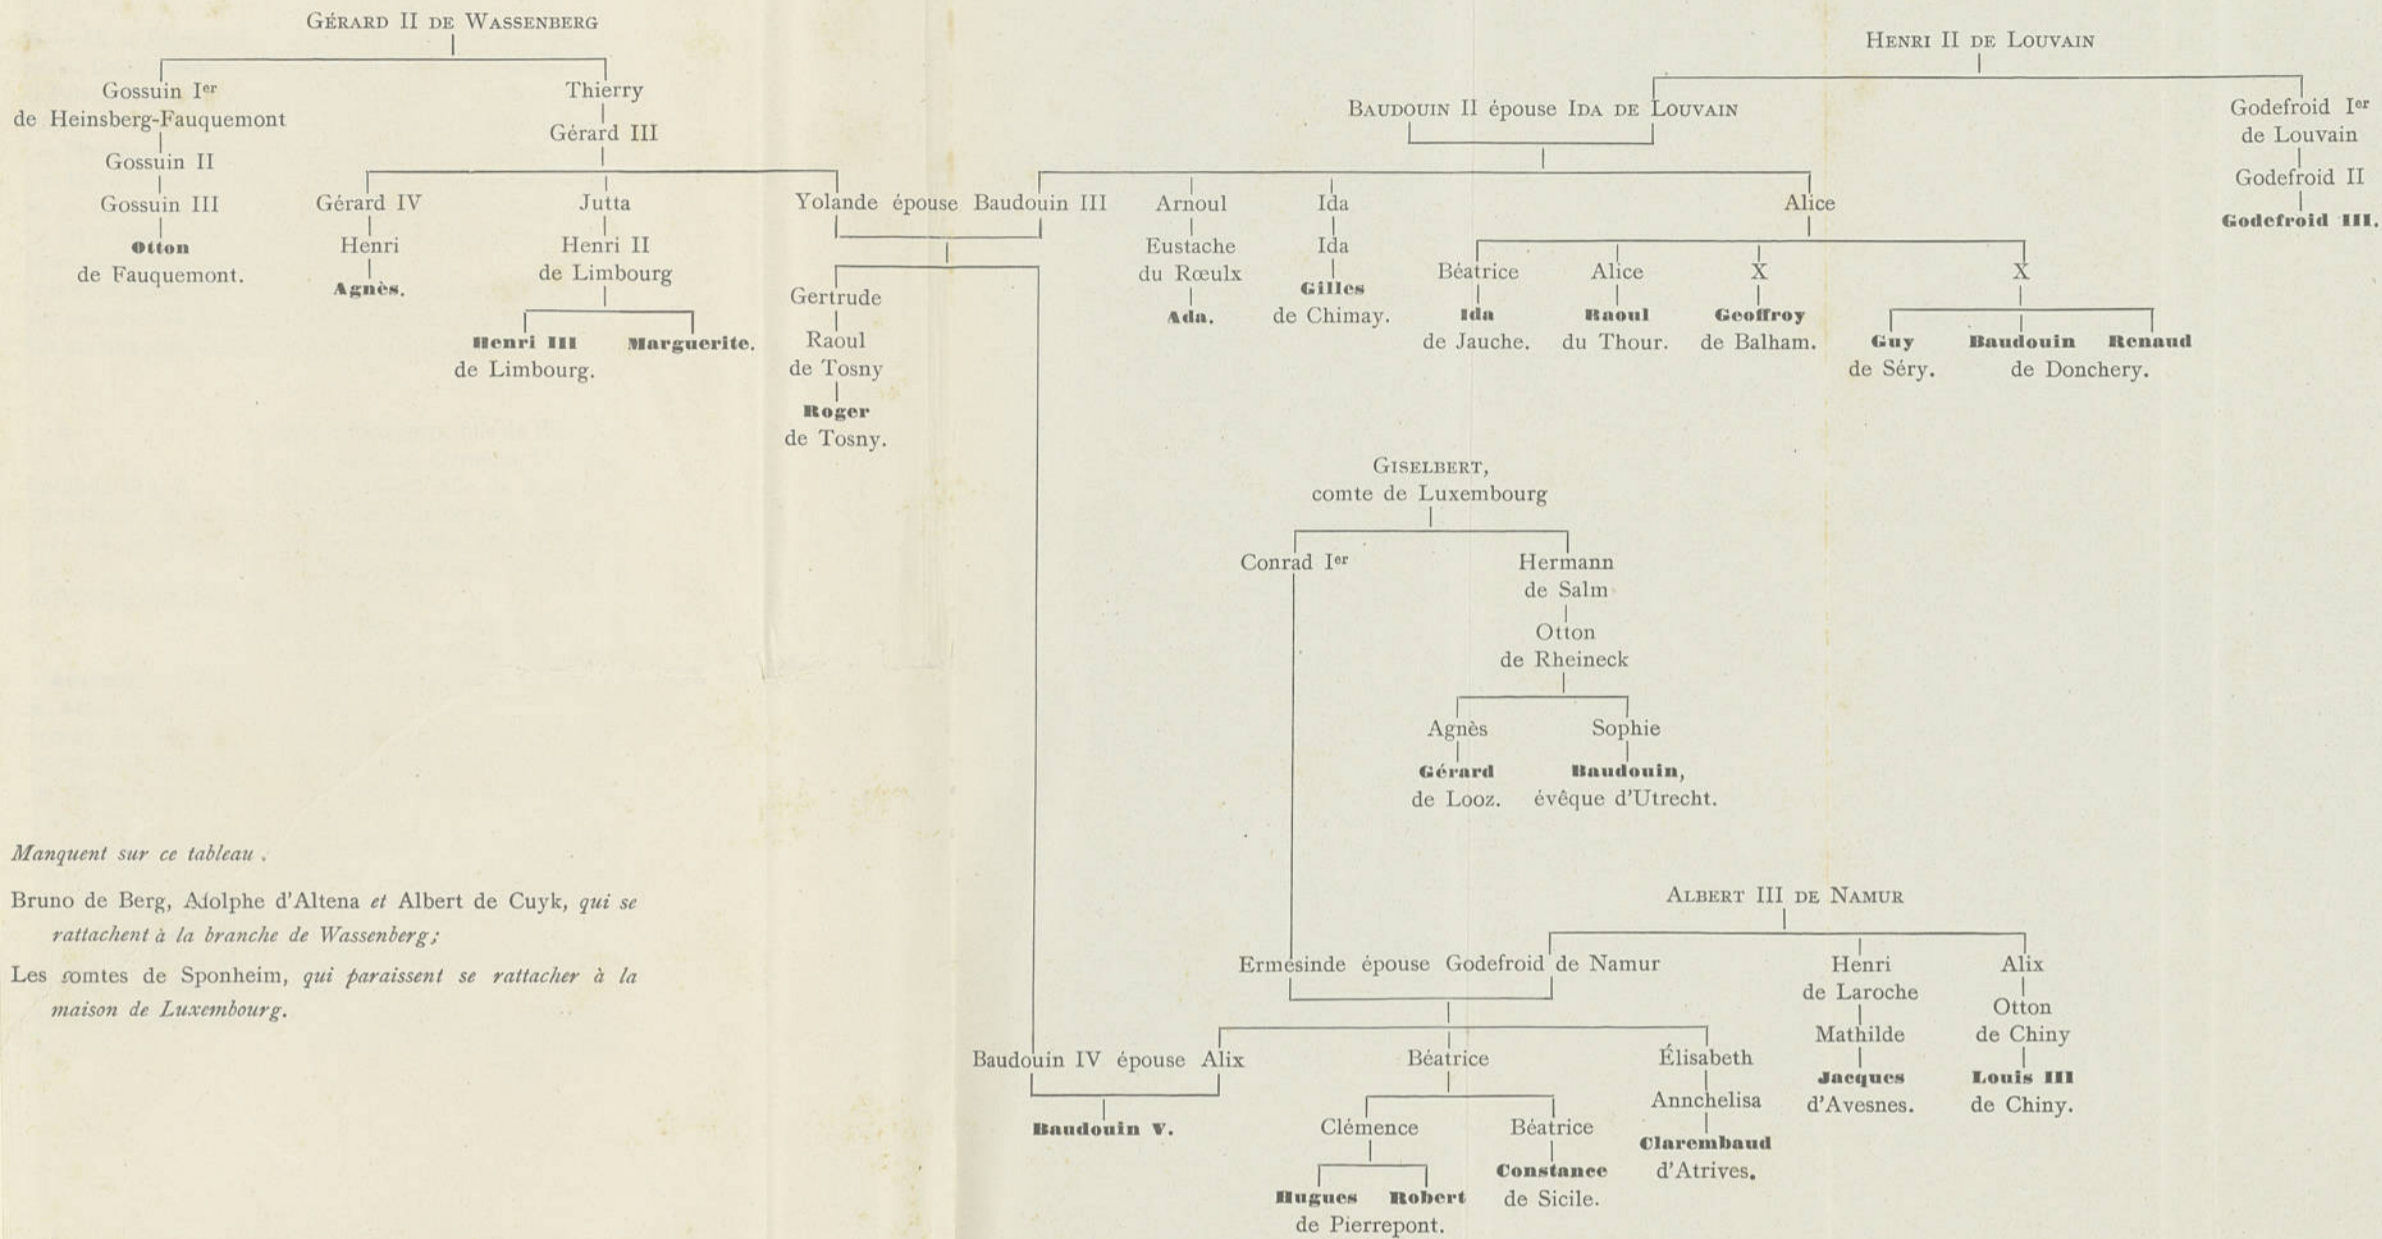 GÉRARD II DE WASSENBERG
Gossuin Ier
de Heinsberg-Fauquemont
Gossuin II
Gossuin III
Otton
de Fauquemont.
Thierry
Gérard III
Gérard IV
Henri
Agnès.
Jutta
Henri II
de Limbourg
Henri III
de Limbourg.
Marguerite.
HENRI II DE LOUVAIN
BAUDOUIN II épouse IDA DE LOUVAIN
Godefroid Ier
de Louvain
Godefroid II
Godefroid III.
Yolande épouse Baudouin III
Gertrude
Raoul
de Tosny
Roger
de Tosny.
Arnoul
Eustache
du Rœulx
Ada.
Ida
Ida
Gilles
de Chimay.
Alice
Béatrice
Ida
de Jauche.
Alice
Raoul
du Thour.
X
Geoffroy
de Balham.
X
Guy
de Séry.
Baudouin Renaud
de Donchery.
GISELBERT,
comte de Luxembourg
Conrad Ier
Hermann
de Salm
Otton
de Rheineck
Agnès
Gérard
de Looz.
Sophie
Baudouin,
évêque d'Utrecht.
ALBERT III DE NAMUR
Ermesinde épouse Godefroid de Namur
Henri
de Laroche
Mathilde
Jacques
d'Avesnes.
Alix
Otton
de Chiny
Louis III
de Chiny.
Baudouin IV épouse Alix
Baudouin V.
Béatrice
Clémence
Hugues Robert
de Pierrepont.
Béatrice
Constance
de Sicile.
Élisabeth
Annchelisa
Clarembaud
d'Atrives.
Manquent sur ce tableau .
Bruno de Berg, Adolphe d'Altena et Albert de Cuyk, qui se
rattachent à la branche de Wassenberg;
Les comtes de Sponheim, qui paraissent se rattacher à la
maison de Luxembourg.